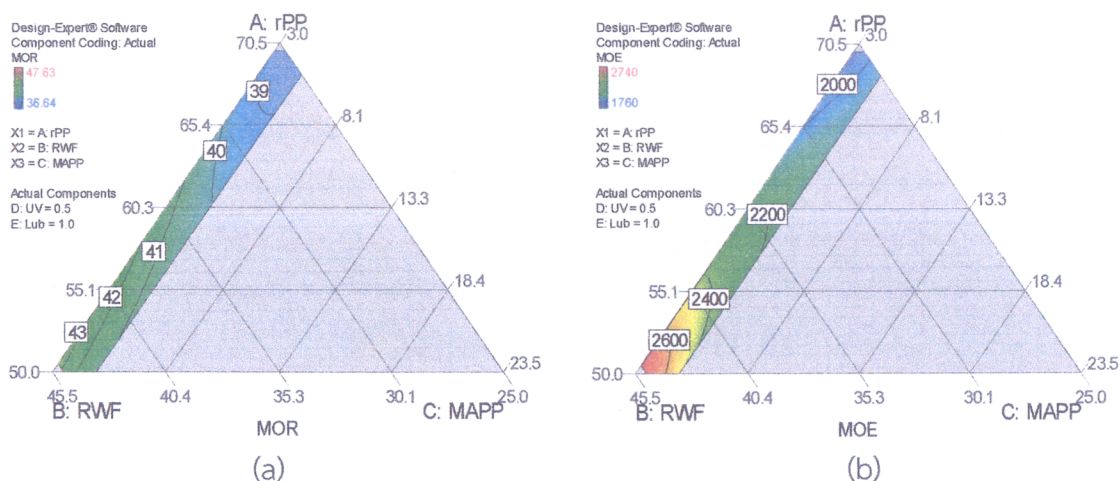 Design-Expert® Software
Component Coding: Actual
MOR
47.63
36.64
X1 = A: rPP
X2 = B: RWF
X3 = C: MAPP
Actual Components
D: UV = 0.5
E: Lub = 1.0
A: rPP
70.5
3.0
39
65.4
8.1
40
60.3
13.3
41
55.1
18.4
42
43
50.0
23.5
45.5
40.4
35.3
30.1
25.0
B: RWF
C: MAPP
MOR
(a)
Design-Expert® Software
Component Coding: Actual
MOE
2740
1760
X1 = A: rPP
X2 = B: RWF
X3 = C: MAPP
Actual Components
D: UV = 0.5
E: Lub = 1.0
A: rPP
70.5
3.0
2000
65.4
8.1
60.3
2200
13.3
55.1
2400
18.4
2600
50.0
23.5
45.5
40.4
35.3
30.1
25.0
B: RWF
C: MAPP
MOE
(b)